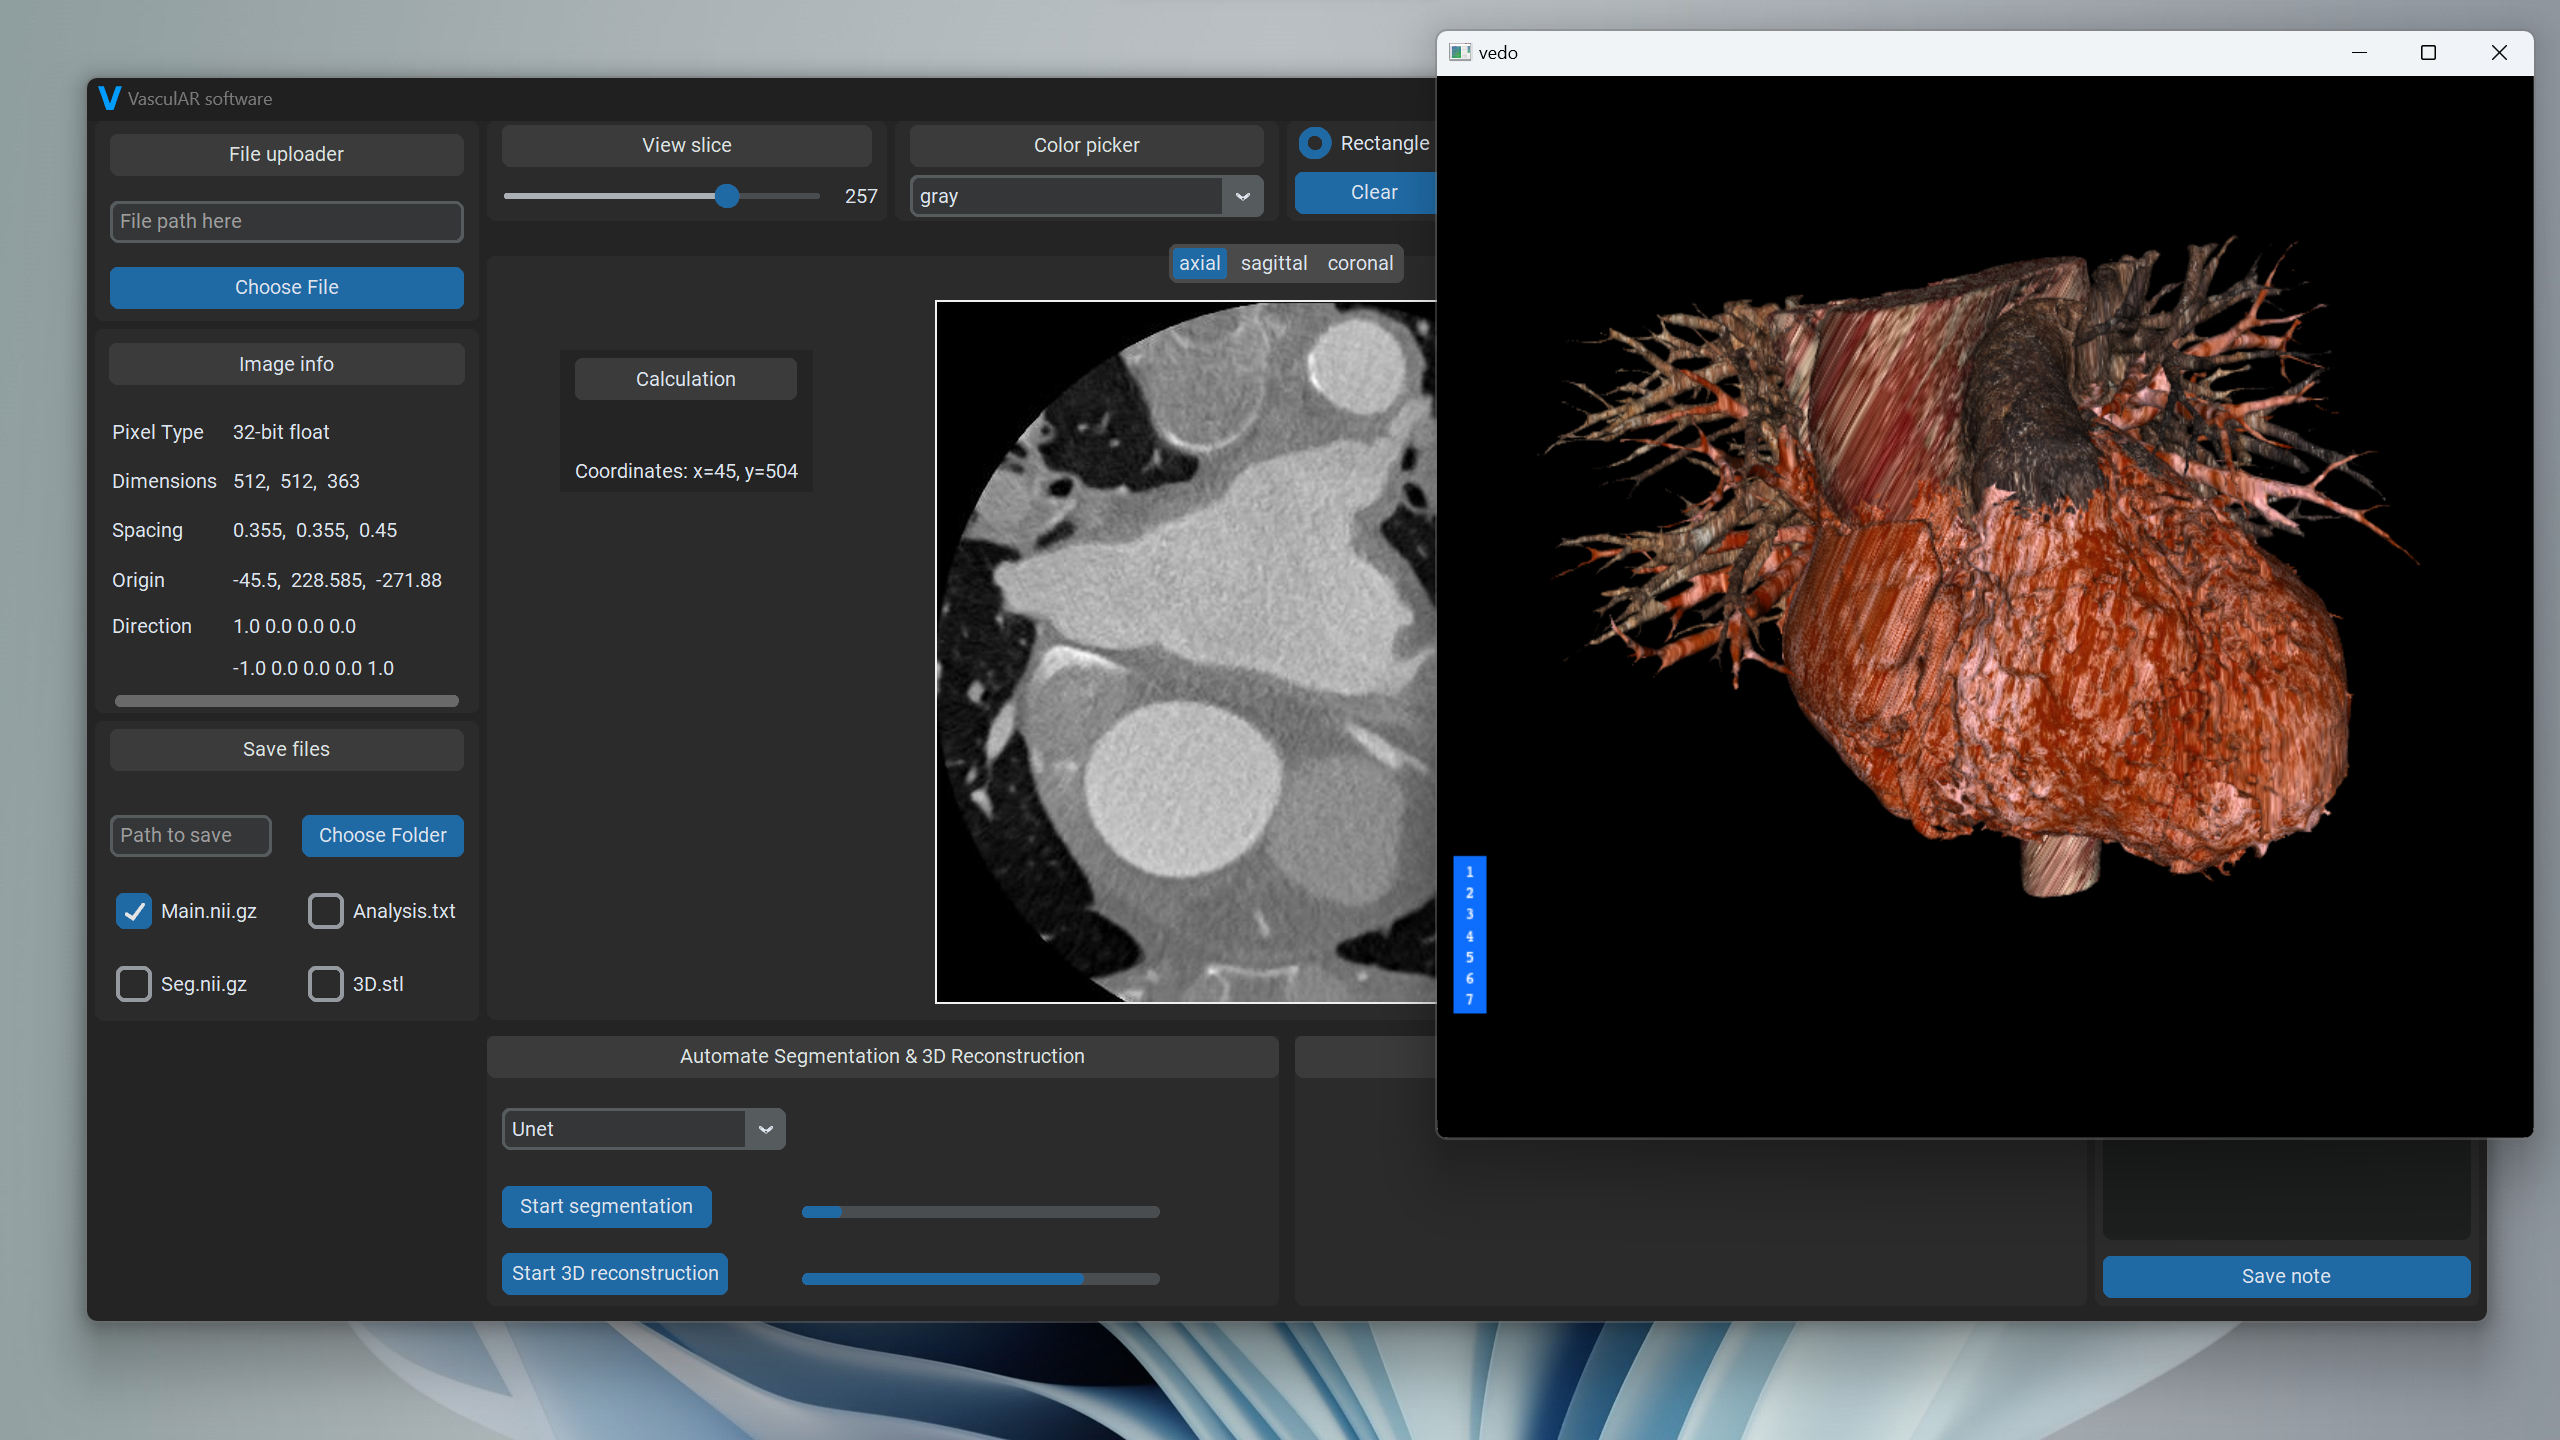 vedo
VasculAR software
File uploader
File path here
Choose File
Image info
Pixel Type 32-bit float
Dimensions 512, 512, 363
Spacing 0.355, 0.355, 0.45
Origin -45.5, 228.585, -271.88
Direction 1.0 0.0 0.0 0.0
-1.0 0.0 0.0 0.0 1.0
Save files
Path to save Choose Folder
Main.nii.gz Analysis.txt
Seg.nii.gz 3D.stl
View slice
257
Color picker
gray
Rectangle
Clear
axial sagittal coronal
Calculation
Coordinates: x=45, y=504
1
2
3
4
5
6
7
Automate Segmentation & 3D Reconstruction
Unet
Start segmentation
Start 3D reconstruction
Save note